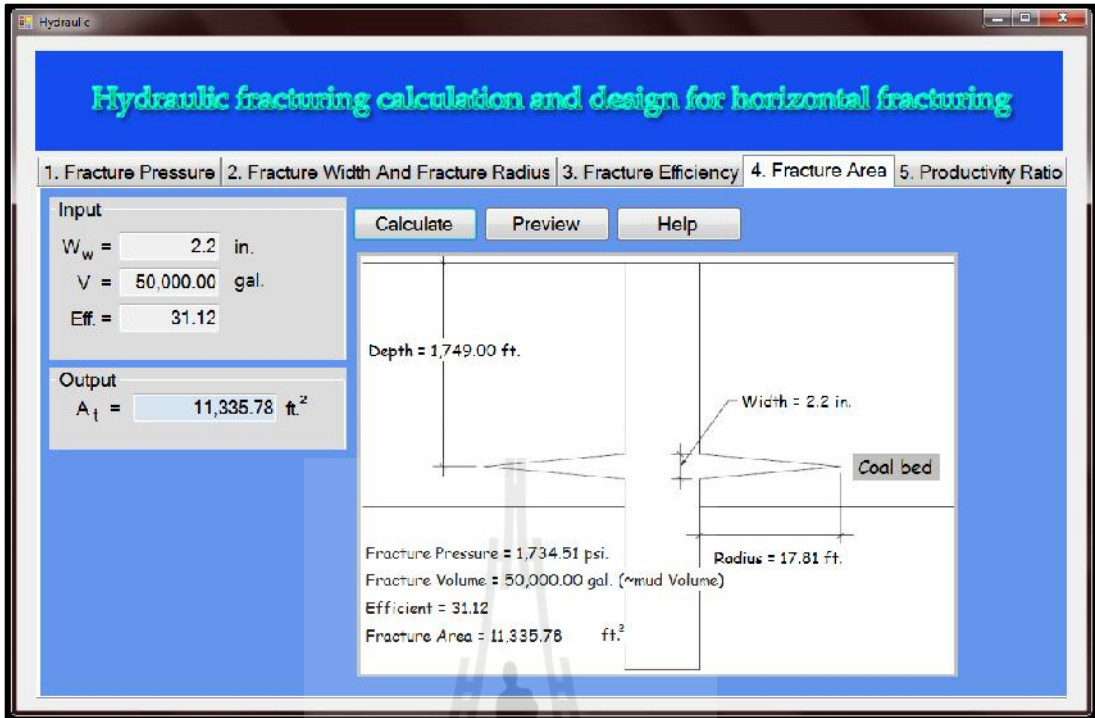 Hydraulic
Hydraulic fracturing calculation and design for horizontal fracturing
1. Fracture Pressure 2. Fracture Width And Fracture Radius 3. Fracture Efficiency 4. Fracture Area 5. Productivity Ratio
Input
Ww = 2.2 in.
V = 50,000.00 gal.
Eff. = 31.12
Output
At = 11,335.78 ft.²
Calculate Preview Help
Depth = 1,749.00 ft.
Width = 2.2 in.
Coal bed
Radius = 17.81 ft.
Fracture Pressure = 1,734.51 psi.
Fracture Volume = 50,000.00 gal. (~mud Volume)
Efficient = 31.12
Fracture Area = 11,335.78 ft.²